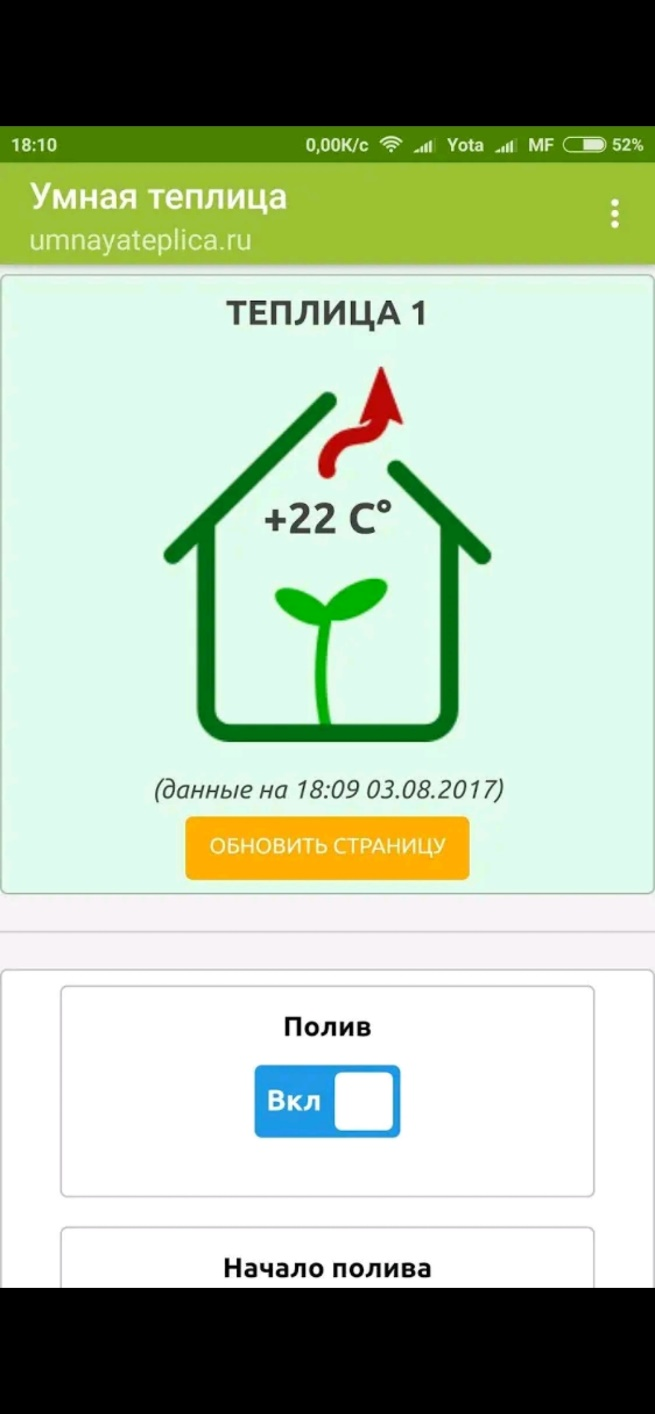 18:10 0,00К/с Yota MF 52%
Умная теплица
umnayateplica.ru
ТЕПЛИЦА 1
+22 C°
(данные на 18:09 03.08.2017)
ОБНОВИТЬ СТРАНИЦУ
Полив
Вкл
Начало полива